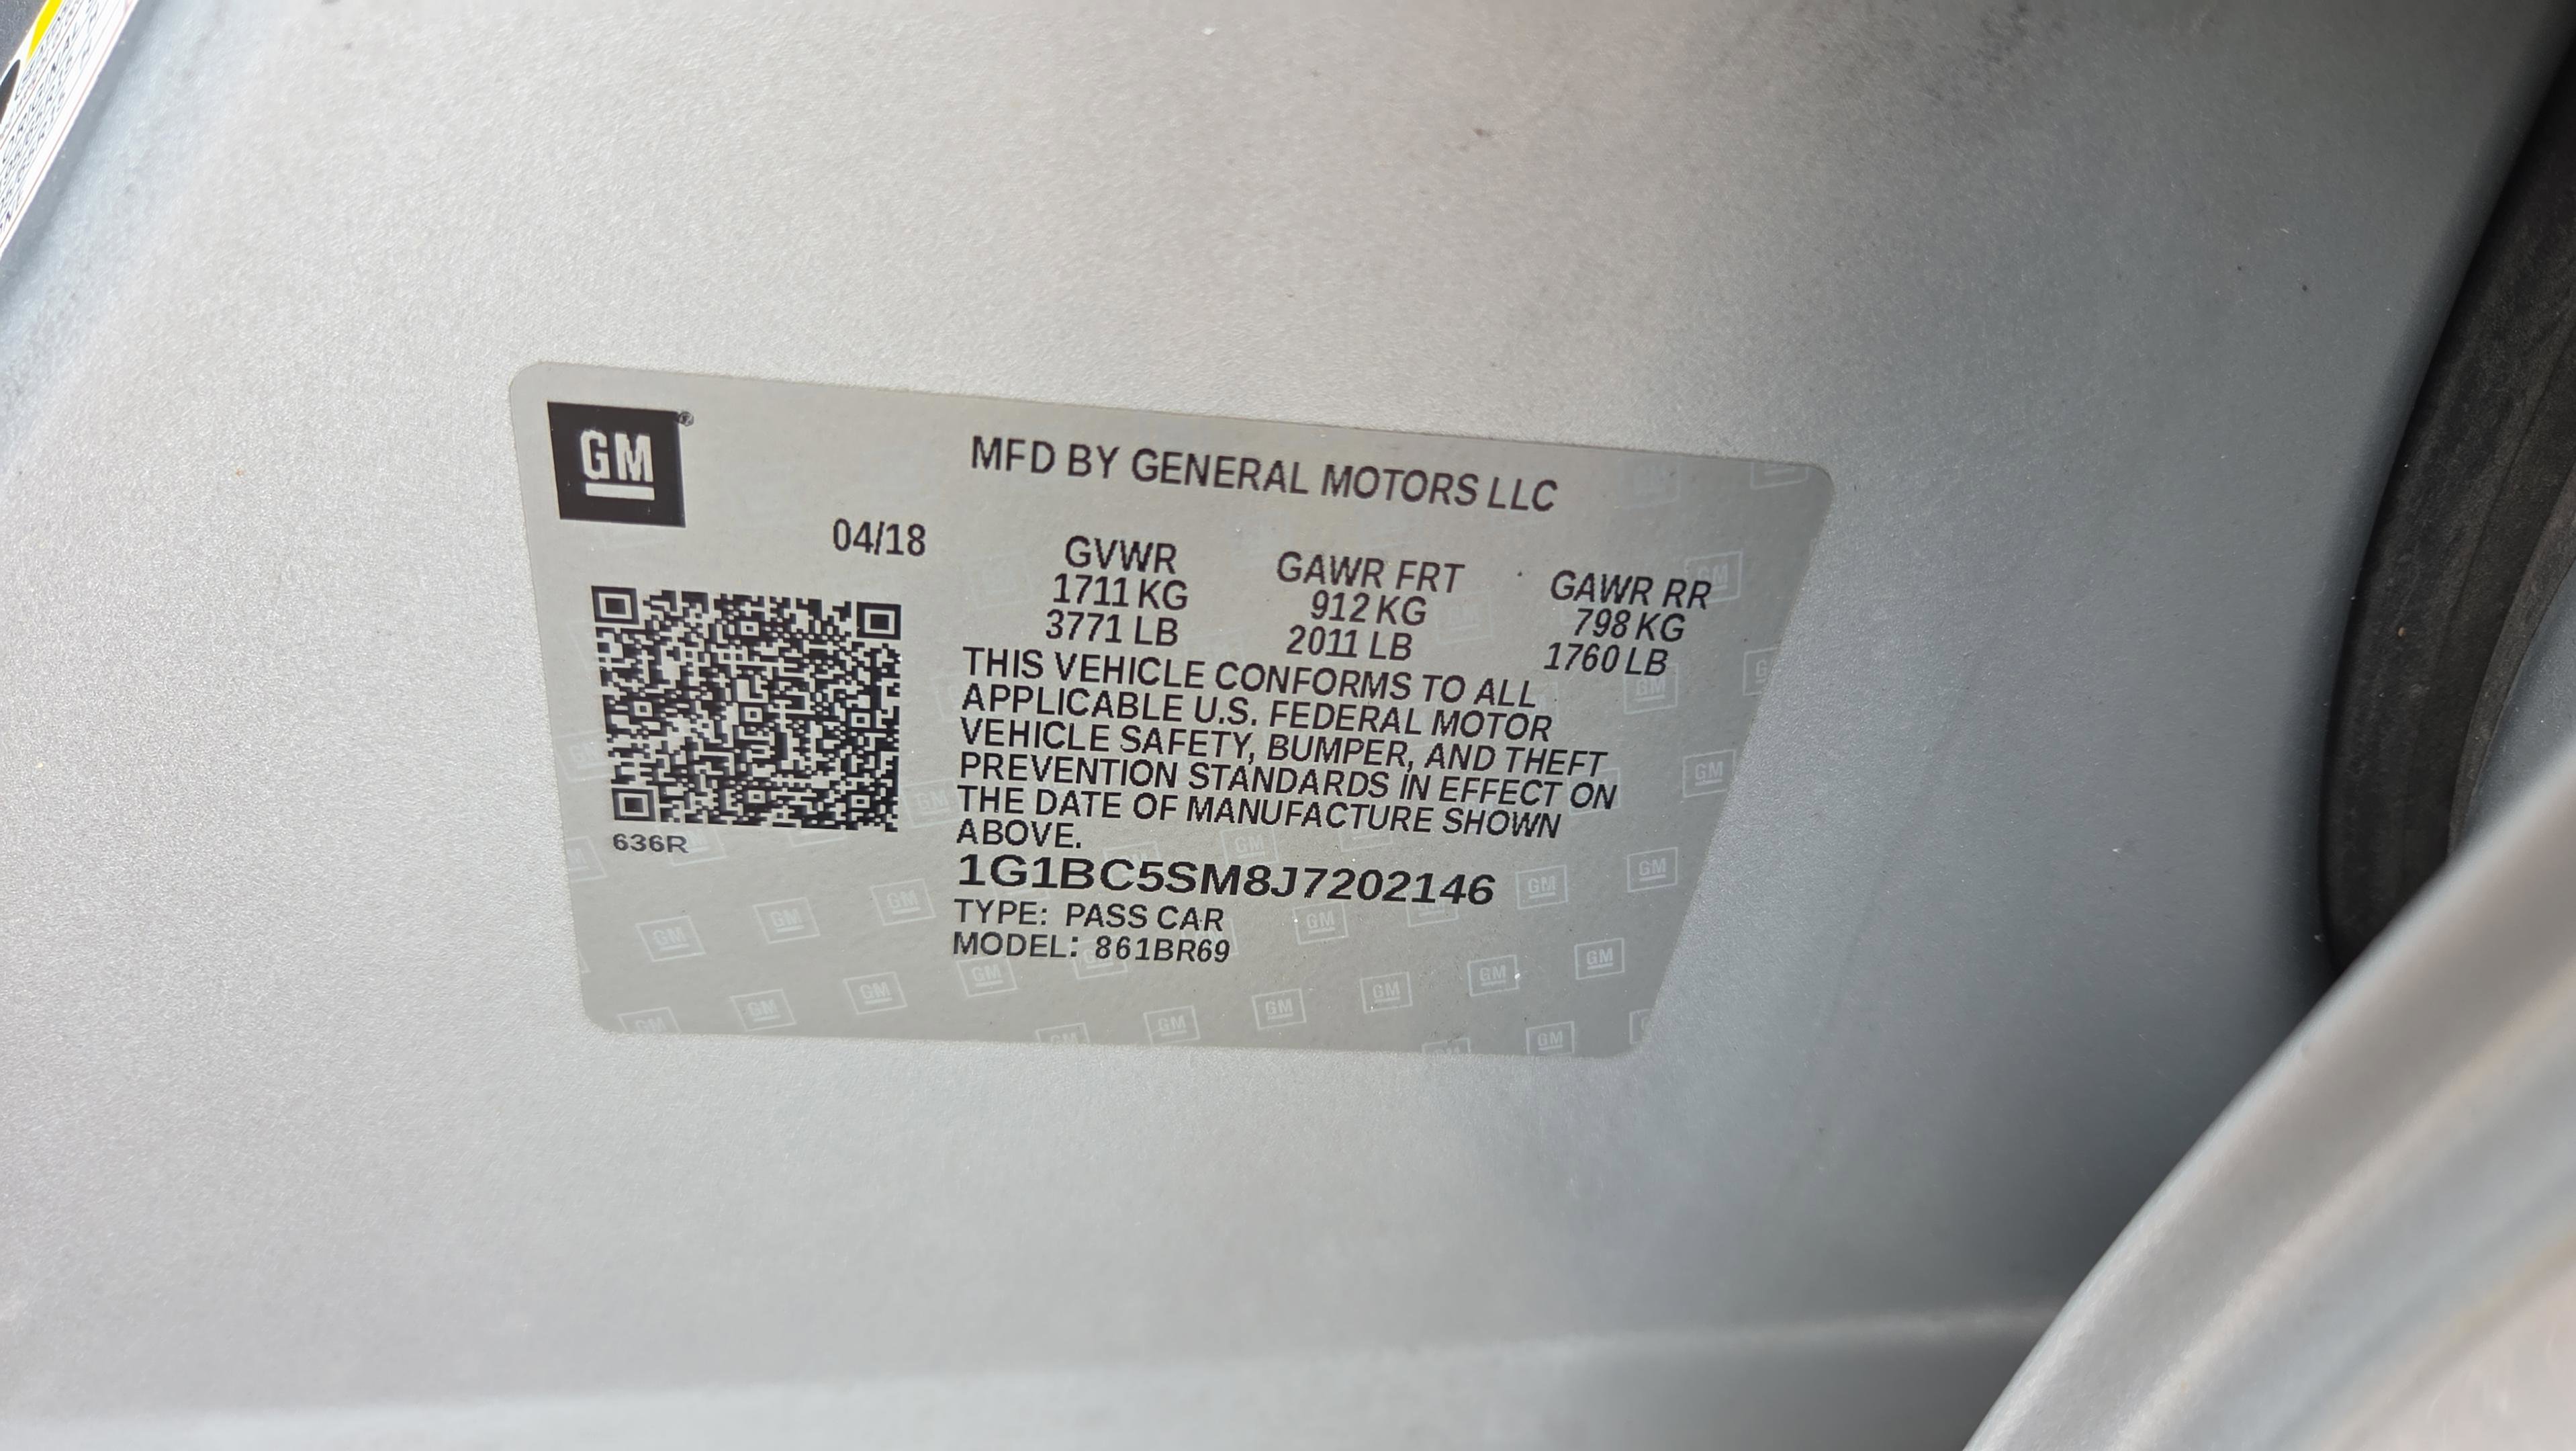 GM
MFD BY GENERAL MOTORS LLC
04/18
GVWR GAWR FRT GAWR RR
1711 KG 912 KG 798 KG
3771 LB 2011 LB 1760 LB
THIS VEHICLE CONFORMS TO ALL
APPLICABLE U.S. FEDERAL MOTOR
VEHICLE SAFETY, BUMPER, AND THEFT
PREVENTION STANDARDS IN EFFECT ON
THE DATE OF MANUFACTURE SHOWN
ABOVE.
636R
1G1BC5SM8J7202146
TYPE: PASS CAR
MODEL: 861BR69